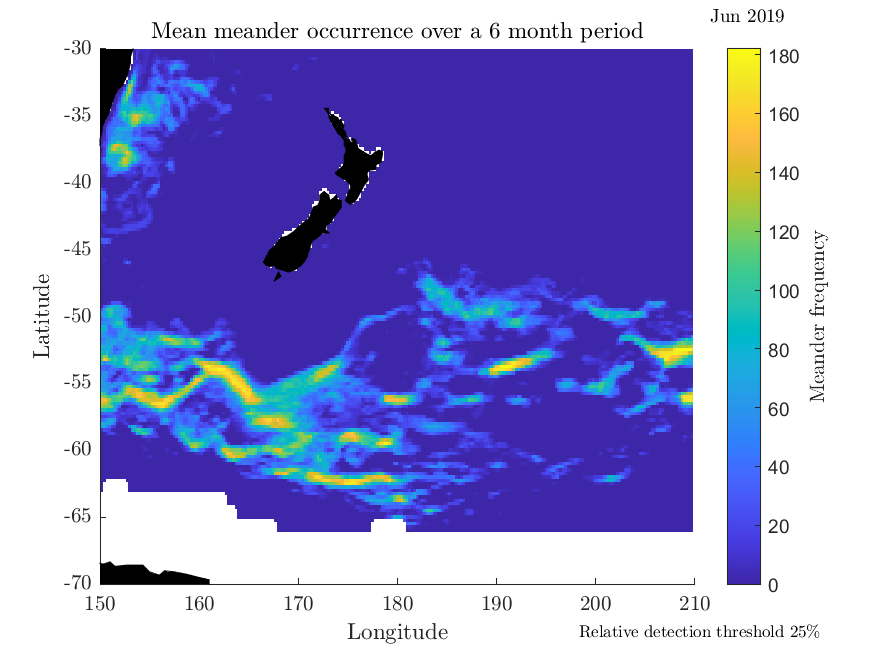 Jun 2019
Mean meander occurrence over a 6 month period
-30
-35
-40
-45
-50
-55
-60
-65
-70
Latitude
150 160 170 180 190 200 210
Longitude
180
160
140
120
100
80
60
40
20
0
Meander frequency
Relative detection threshold 25%